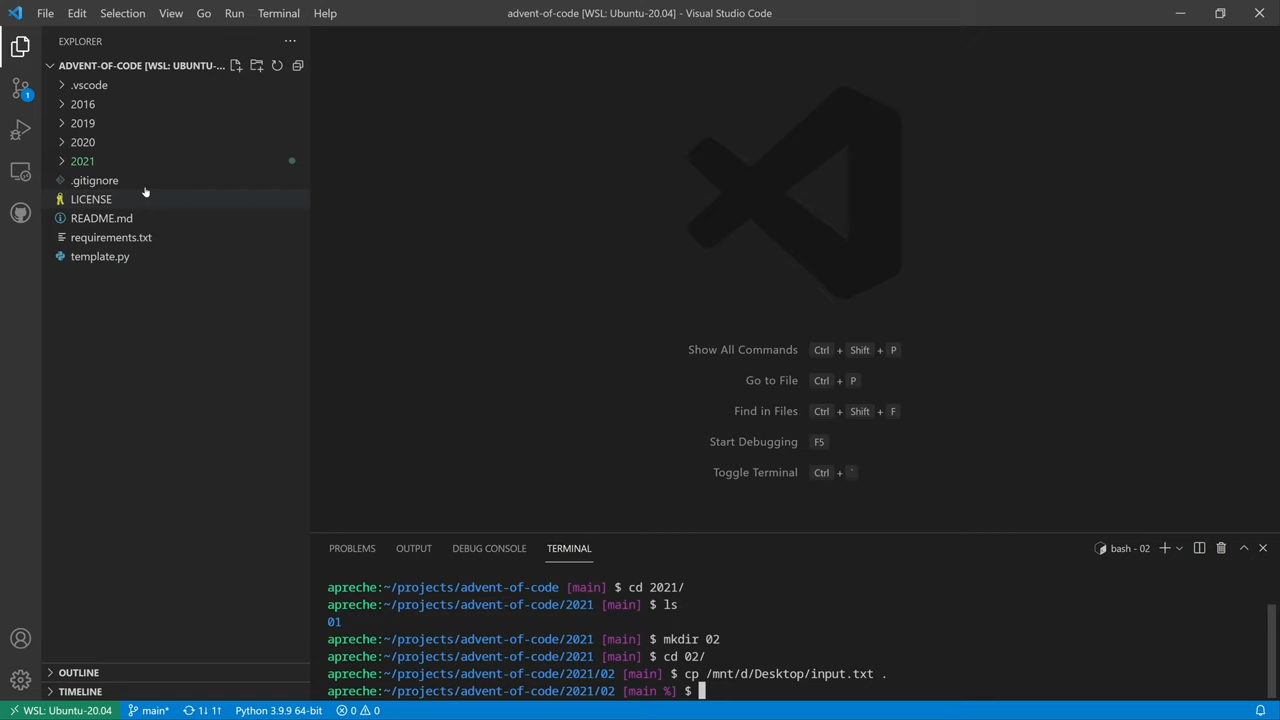 File Edit Selection View Go Run Terminal Help
advent-of-code [WSL: Ubuntu-20.04] - Visual Studio Code
EXPLORER
ADVENT-OF-CODE [WSL: UBUNTU-...
.vscode
2016
2019
2020
2021
.gitignore
LICENSE
README.md
requirements.txt
template.py
1
Show All Commands Ctrl + Shift + P
Go to File Ctrl + P
Find in Files Ctrl + Shift + F
Start Debugging F5
Toggle Terminal Ctrl + `
PROBLEMS OUTPUT DEBUG CONSOLE TERMINAL
bash - 02
apreche:~/projects/advent-of-code [main] $ cd 2021/
apreche:~/projects/advent-of-code/2021 [main] $ ls
01
apreche:~/projects/advent-of-code/2021 [main] $ mkdir 02
apreche:~/projects/advent-of-code/2021 [main] $ cd 02/
apreche:~/projects/advent-of-code/2021/02 [main] $ cp /mnt/d/Desktop/input.txt .
apreche:~/projects/advent-of-code/2021/02 [main %] $
OUTLINE
TIMELINE
WSL: Ubuntu-20.04 main* 1↓ 1↑ Python 3.9.9 64-bit 0 0